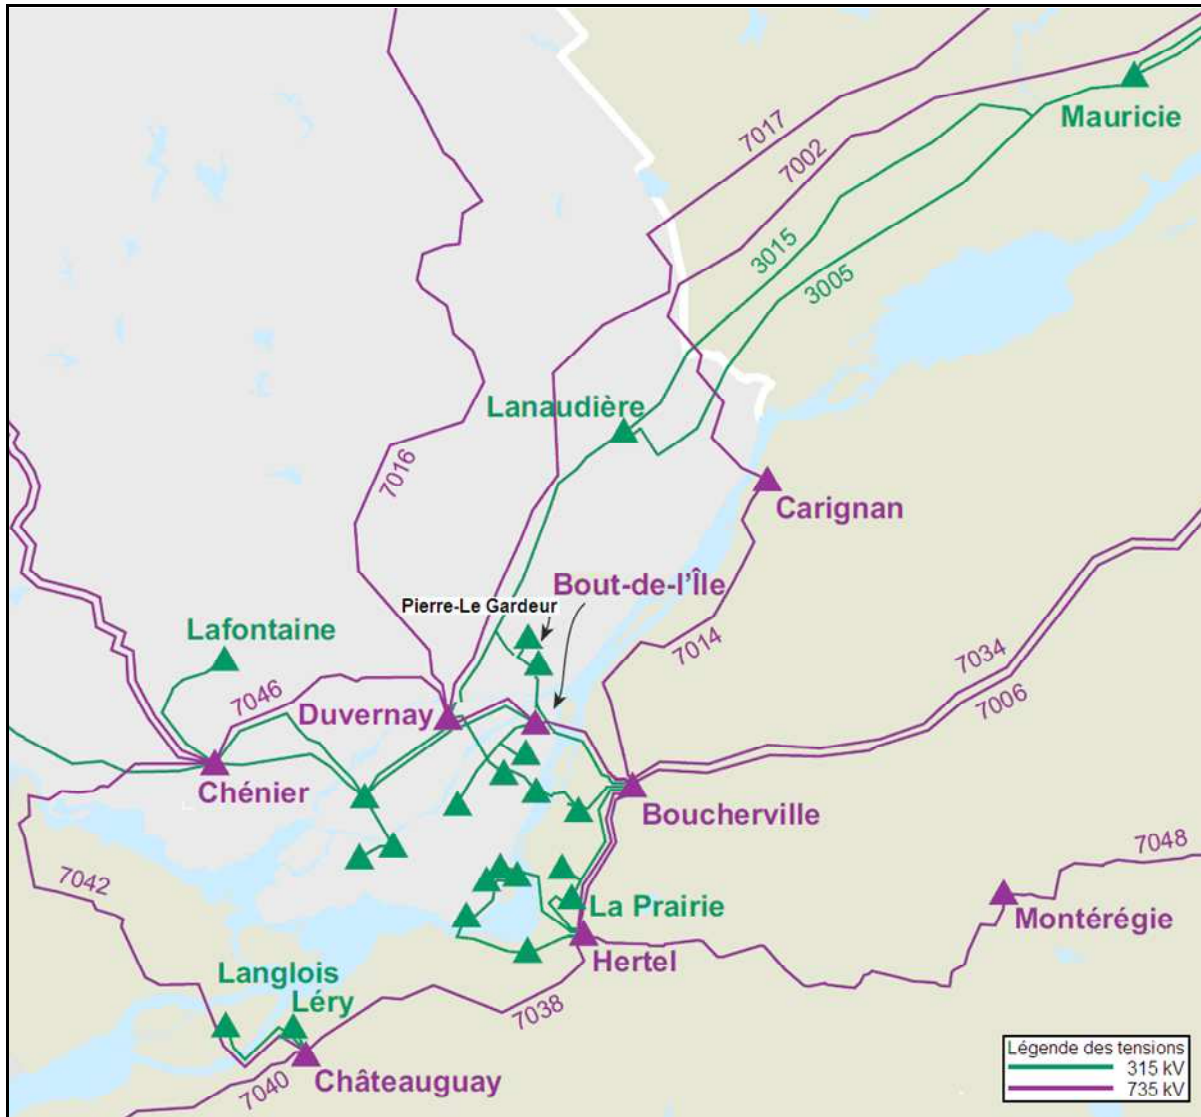 Mauricie
7017
7002
3015
3005
Lanaudière
7016
Carignan
Bout-de-l'Île
Pierre-Le Gardeur
Lafontaine
7014
7034
7046
7006
Duvernay
Chénier
Boucherville
7048
7042
La Prairie
Montérégie
Hertel
Langlois
Léry
7038
Légende des tensions
315 kV
735 kV
Châteauguay
7040